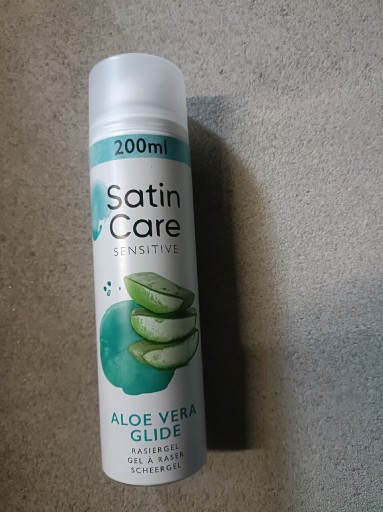 200ml
Satin
Care
SENSITIVE
ALOE VERA
GLIDE
RASIERGEL
GEL À RASER
SCHEERGEL